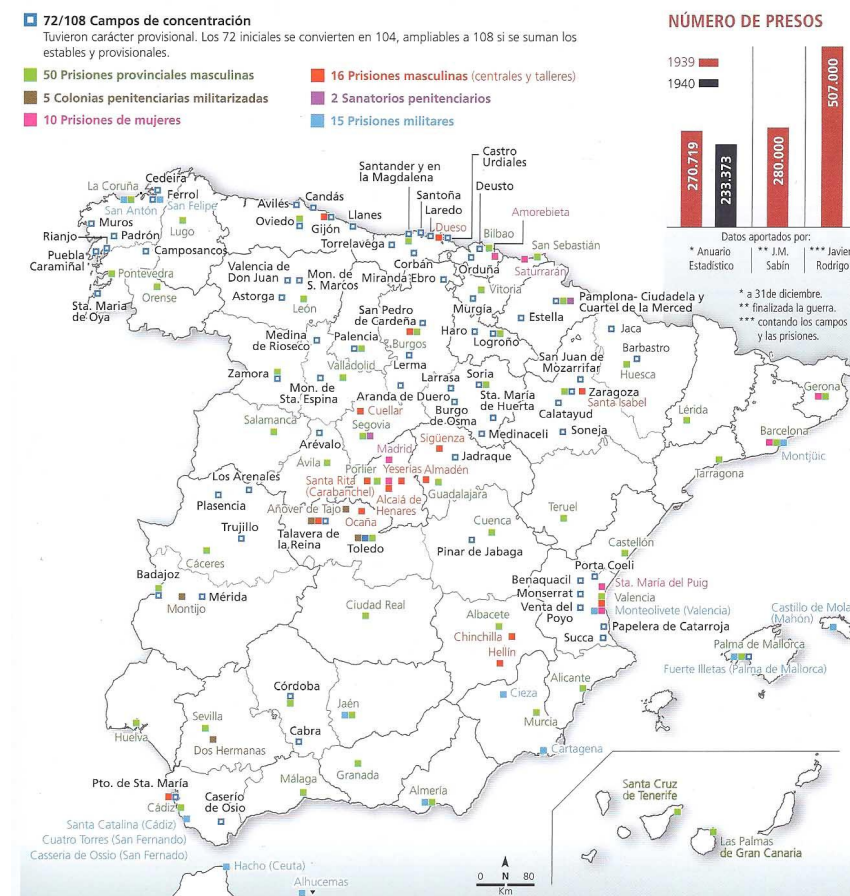 72/108 Campos de concentración
Tuvieron carácter provisional. Los 72 iniciales se convierten en 104, ampliables a 108 si se suman los
estables y provisionales.
50 Prisiones provinciales masculinas
16 Prisiones masculinas (centrales y talleres)
5 Colonias penitenciarias militarizadas
2 Sanatorios penitenciarios
10 Prisiones de mujeres
15 Prisiones militares
NÚMERO DE PRESOS
1939
1940
270.719
233.373
280.000
507.000
Datos aportados por:
* Anuario
Estadístico
** J.M.
Sabín
*** Javier
Rodrigo
* a 31de diciembre.
** finalizada la guerra.
*** contando los campos
y las prisiones.
Cedeira
La Coruña
Ferrol
San Antón
San Felipe
Muros
Lugo
Rianjo
Padrón
Camposancos
Puebla
Caramiñal
Pontevedra
Orense
Sta. Maria
de Oya
Avilés
Candás
Oviedo
Gijón
Llanes
Torrelavega
Santander y en
la Magdalena
Santoña
Laredo
Dueso
Castro
Urdiales
Deusto
Amorebieta
Bilbao
San Sebastián
Saturrarán
Corbán
Orduña
Miranda Ebro
Valencia de
Don Juan
Mon. de
S. Marcos
Astorga
León
Murgía
Vitoria
Estella
Pamplona- Ciudadela y
Cuartel de la Merced
San Pedro
de Cardeña
Burgos
Haro
Logroño
Jaca
Barbastro
Huesca
Medina
de Rioseco
Palencia
Valladolid
Lerma
San Juan de
Mozarrifar
Zaragoza
Santa Isabel
Zamora
Mon. de
Sta. Espina
Aranda de Duero
Larrasa
Soria
Burgo
de Osma
Sta. María
de Huerta
Calatayud
Soneja
Lérida
Gerona
Barcelona
Montjüic
Tarragona
Cuellar
Segovia
Salamanca
Arévalo
Ávila
Medinaceli
Sigüenza
Jadraque
Madrid
Porlier
Yeserias
Almadén
Guadalajara
Santa Rita
(Carabanchel)
Alcalá de
Henares
Los Arenales
Plasencia
Añover de Tajo
Ocaña
Talavera de
la Reina
Toledo
Trujillo
Cáceres
Cuenca
Pinar de Jabaga
Teruel
Castellón
Badajoz
Montijo
Mérida
Ciudad Real
Porta Coeli
Benaquacil
Sta. María del Puig
Monserrat
Valencia
Venta del
Poyo
Monteolivete (Valencia)
Papelera de Catarroja
Succa
Albacete
Chinchilla
Hellín
Castillo de Mola
(Mahón)
Palma de Mallorca
Fuerte Illetas (Palma de Mallorca)
Córdoba
Cabra
Jaén
Cieza
Alicante
Murcia
Cartagena
Huelva
Sevilla
Dos Hermanas
Granada
Málaga
Almería
Pto. de Sta. María
Cádiz
Caserío
de Osio
Santa Catalina (Cádiz)
Cuatro Torres (San Fernando)
Casseria de Ossio (San Fernado)
Hacho (Ceuta)
Alhucemas
Santa Cruz
de Tenerife
Las Palmas
de Gran Canaria
0 N 80
Km